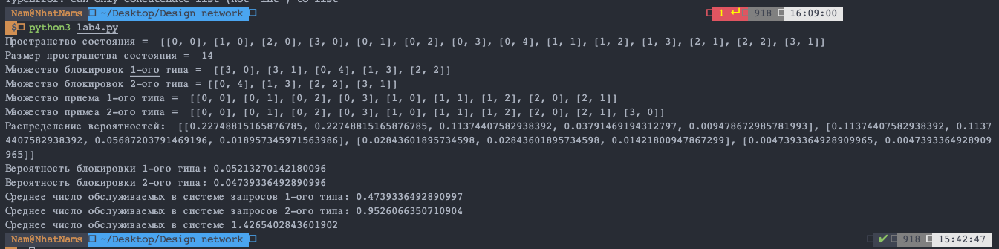 TypeError: can only concatenate list (not "int") to list
Nam@NhatNams ~/Desktop/Design network 1 ↵ 918 16:09:00
$ python3 lab4.py
Пространство состояния =  [[0, 0], [1, 0], [2, 0], [3, 0], [0, 1], [0, 2], [0, 3], [0, 4], [1, 1], [1, 2], [1, 3], [2, 1], [2, 2], [3, 1]]
Размер пространства состояния =  14
Множество блокировок 1-ого типа =  [[3, 0], [3, 1], [0, 4], [1, 3], [2, 2]]
Множество блокировок 2-ого типа = [[0, 4], [1, 3], [2, 2], [3, 1]]
Множество приема 1-ого типа =  [[0, 0], [0, 1], [0, 2], [0, 3], [1, 0], [1, 1], [1, 2], [2, 0], [2, 1]]
Множество примеа 2-ого типа =  [[0, 0], [0, 1], [0, 2], [0, 3], [1, 0], [1, 1], [1, 2], [2, 0], [2, 1], [3, 0]]
Распределение вероятностей:  [[0.22748815165876785, 0.22748815165876785, 0.11374407582938392, 0.03791469194312797, 0.009478672985781993], [0.11374407582938392, 0.1137
4407582938392, 0.05687203791469196, 0.018957345971563986], [0.02843601895734598, 0.02843601895734598, 0.01421800947867299], [0.0047393364928909965, 0.0047393364928909
965]]
Вероятность блокировки 1-ого типа: 0.05213270142180096
Вероятность блокировки 2-ого типа: 0.04739336492890996
Среднее число обслуживаемых в системе запросов 1-ого типа: 0.4739336492890997
Среднее число обслуживаемых в системе запросов 2-ого типа: 0.9526066350710904
Среднее число обслуживаемых в системе 1.4265402843601902
Nam@NhatNams ~/Desktop/Design network ✔ 918 15:42:47